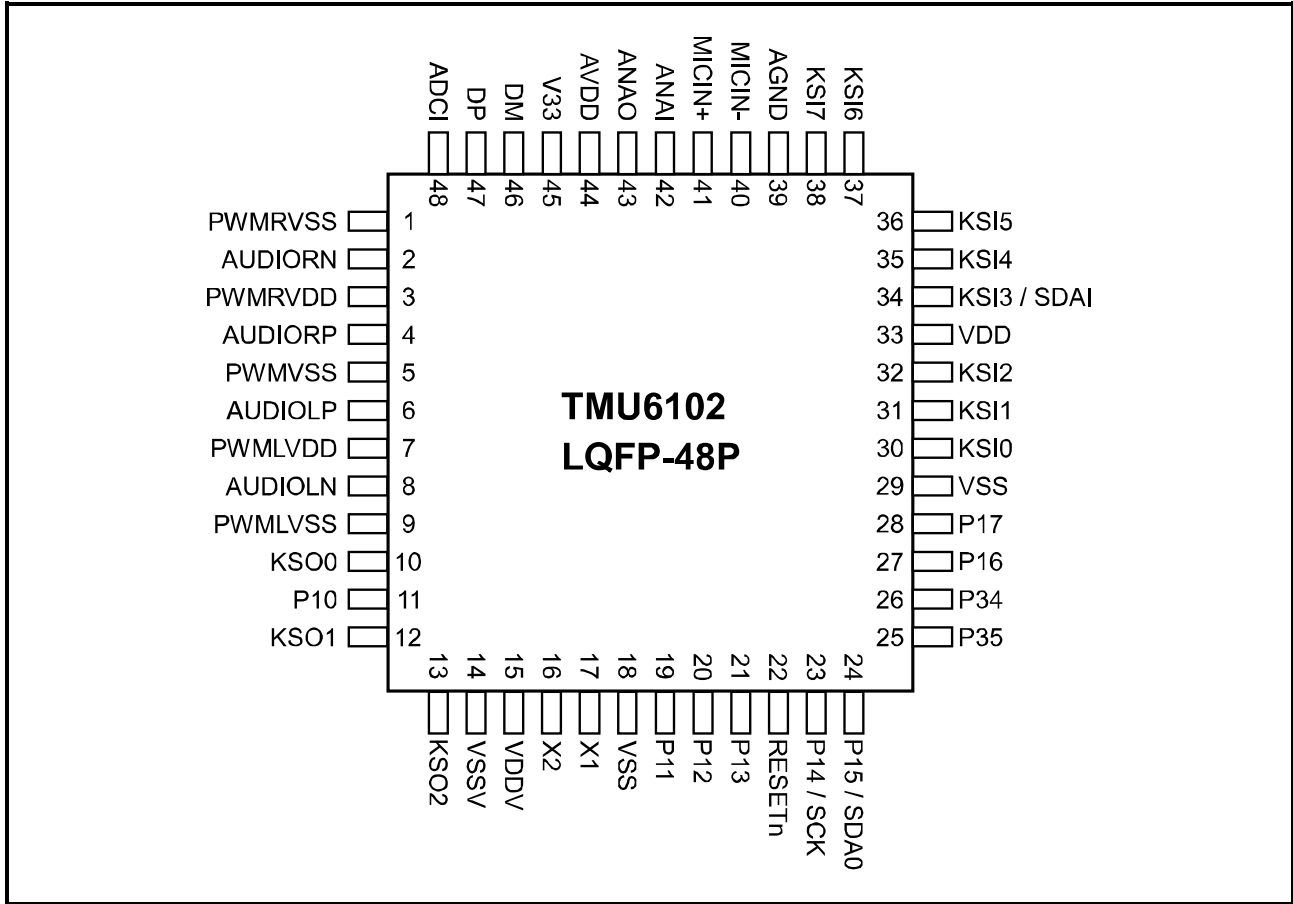 ADCI
DP
DM
V33
AVDD
ANAO
ANAI
MICIN+
MICIN-
AGND
KSI7
KSI6
48
47
46
45
44
43
42
41
40
39
38
37
PWMRVSS 1
AUDIORN 2
PWMRVDD 3
AUDIORP 4
PWMVSS 5
AUDIOLP 6
PWMLVDD 7
AUDIOLN 8
PWMLVSS 9
KSO0 10
P10 11
KSO1 12
TMU6102
LQFP-48P
36 KSI5
35 KSI4
34 KSI3 / SDAI
33 VDD
32 KSI2
31 KSI1
30 KSI0
29 VSS
28 P17
27 P16
26 P34
25 P35
13
14
15
16
17
18
19
20
21
22
23
24
KSO2
VSSV
VDDV
X2
X1
VSS
P11
P12
P13
RESETn
P14 / SCK
P15 / SDA0